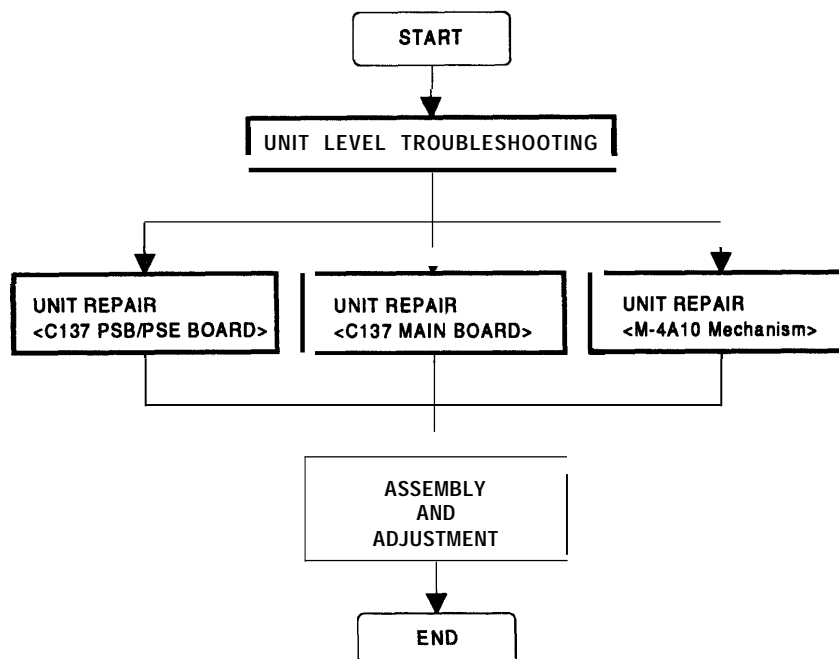 START
UNIT LEVEL TROUBLESHOOTING
UNIT REPAIR
<C137 PSB/PSE BOARD>
UNIT REPAIR
<C137 MAIN BOARD>
UNIT REPAIR
<M-4A10 Mechanism>
ASSEMBLY
AND
ADJUSTMENT
END